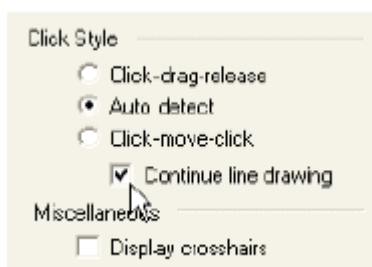 Click Style
Click-drag-release
Auto detect
Click-move-click
Continue line drawing
Miscellaneous
Display crosshairs